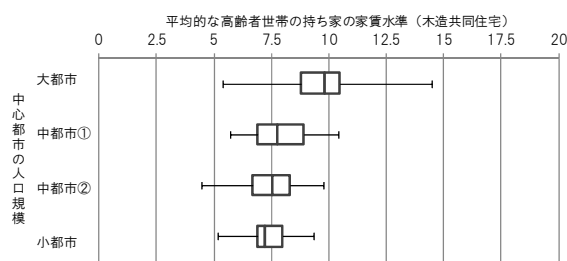 平均的な高齢者世帯の持ち家の家賃水準（木造共同住宅）
0 2.5 5 7.5 10 12.5 15 17.5 20
中心都市の人口規模
大都市
中都市①
中都市②
小都市